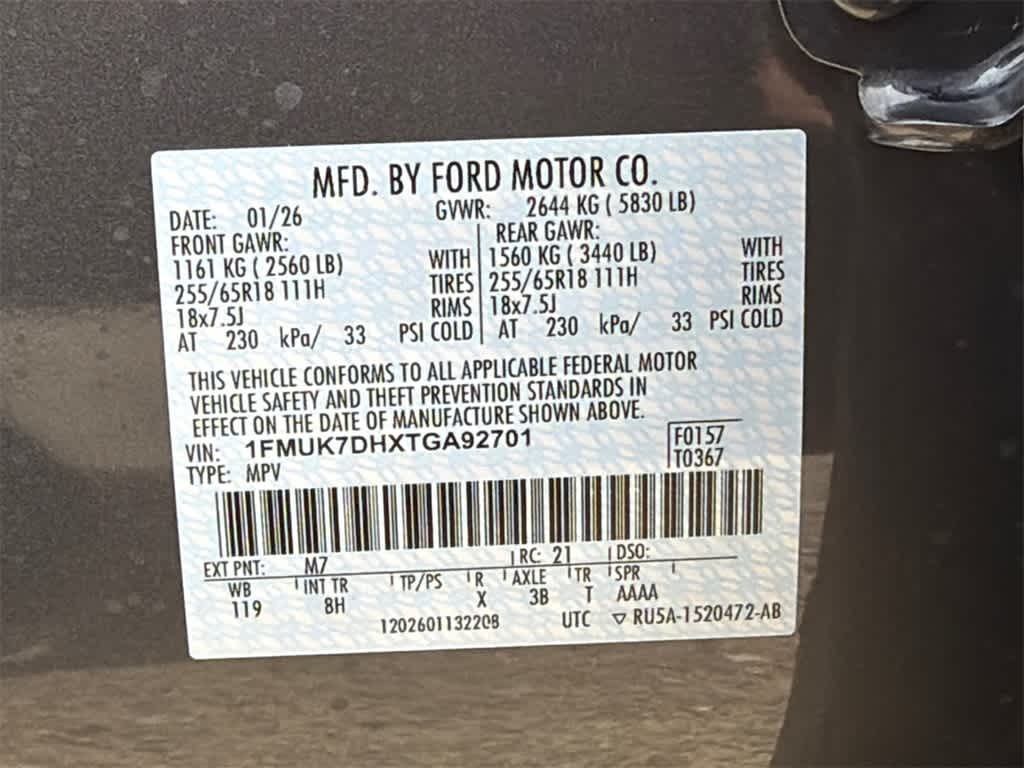 MFD. BY FORD MOTOR CO.
DATE: 01/26 GVWR: 2644 KG ( 5830 LB)
FRONT GAWR: REAR GAWR:
1161 KG ( 2560 LB) WITH 1560 KG ( 3440 LB) WITH
255/65R18 111H TIRES 255/65R18 111H TIRES
18x7.5J RIMS 18x7.5J RIMS
AT 230 kPa/ 33 PSI COLD AT 230 kPa/ 33 PSI COLD
THIS VEHICLE CONFORMS TO ALL APPLICABLE FEDERAL MOTOR
VEHICLE SAFETY AND THEFT PREVENTION STANDARDS IN
EFFECT ON THE DATE OF MANUFACTURE SHOWN ABOVE.
VIN: 1FMUK7DHXTGA92701 F0157
TYPE: MPV T0367
EXT PNT: M7 RC: 21 DSO:
WB INT TR TP/PS R AXLE TR SPR
119 8H X 3B T AAAA
1202601132208 UTC ▽ RU5A-1520472-AB